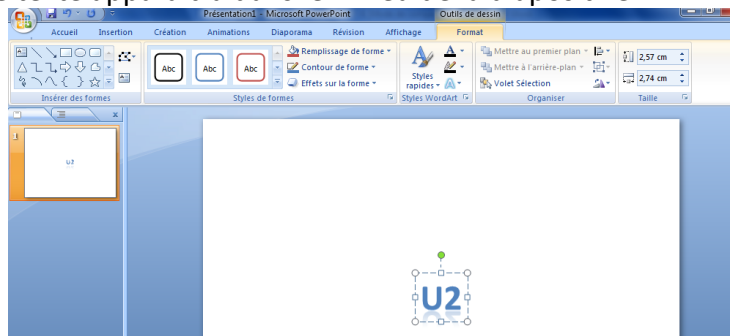 Présentation1 - Microsoft PowerPoint
Outils de dessin
Accueil Insertion Création Animations Diaporama Révision Affichage Format
Abc Abc Abc
Remplissage de forme
Contour de forme
Effets sur la forme
Styles rapides
Mettre au premier plan
Mettre à l'arrière-plan
Volet Sélection
2,57 cm
2,74 cm
Insérer des formes Styles de formes Styles WordArt Organiser Taille
1
U2
U2